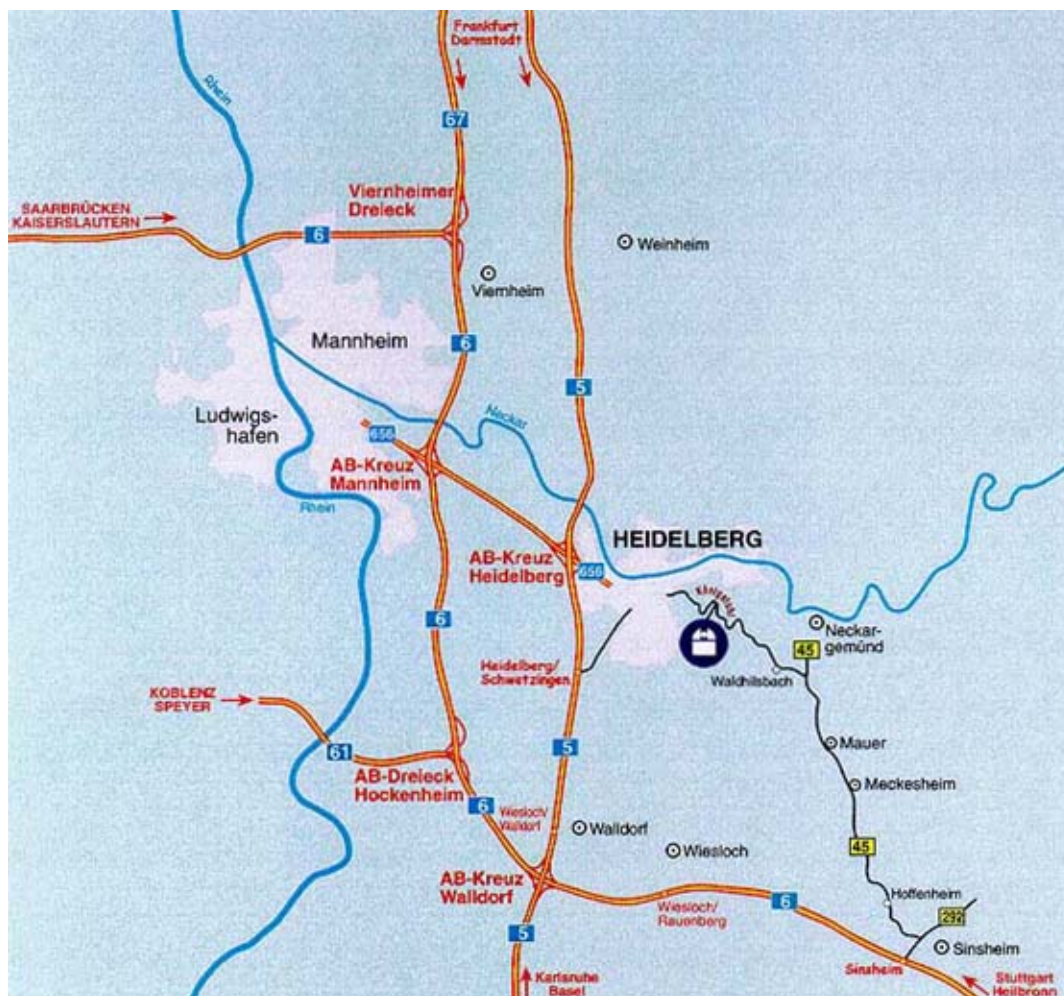 Frankfurt
Darmstadt
Rhein
67
Viernheimer
Dreieck
SAARBRÜCKEN
KAISERSLAUTERN
6
Weinheim
Viernheim
Mannheim
6
5
Neckar
Ludwigs-
hafen
656
AB-Kreuz
Mannheim
Rhein
HEIDELBERG
AB-Kreuz
Heidelberg
656
Königstuhl
6
Neckar-
gemünd
45
Heidelberg/
Schwetzingen
Waldhilsbach
KOBLENZ
SPEYER
61
5
Mauer
AB-Dreieck
Hockenheim
Meckesheim
6
Wiesloch/
Walldorf
Walldorf
Wiesloch
45
AB-Kreuz
Walldorf
Hoffenheim
Wiesloch/
Rauenberg
6
292
5
Sinsheim
Sinsheim
Karlsruhe
Basel
Stuttgart
Heilbronn